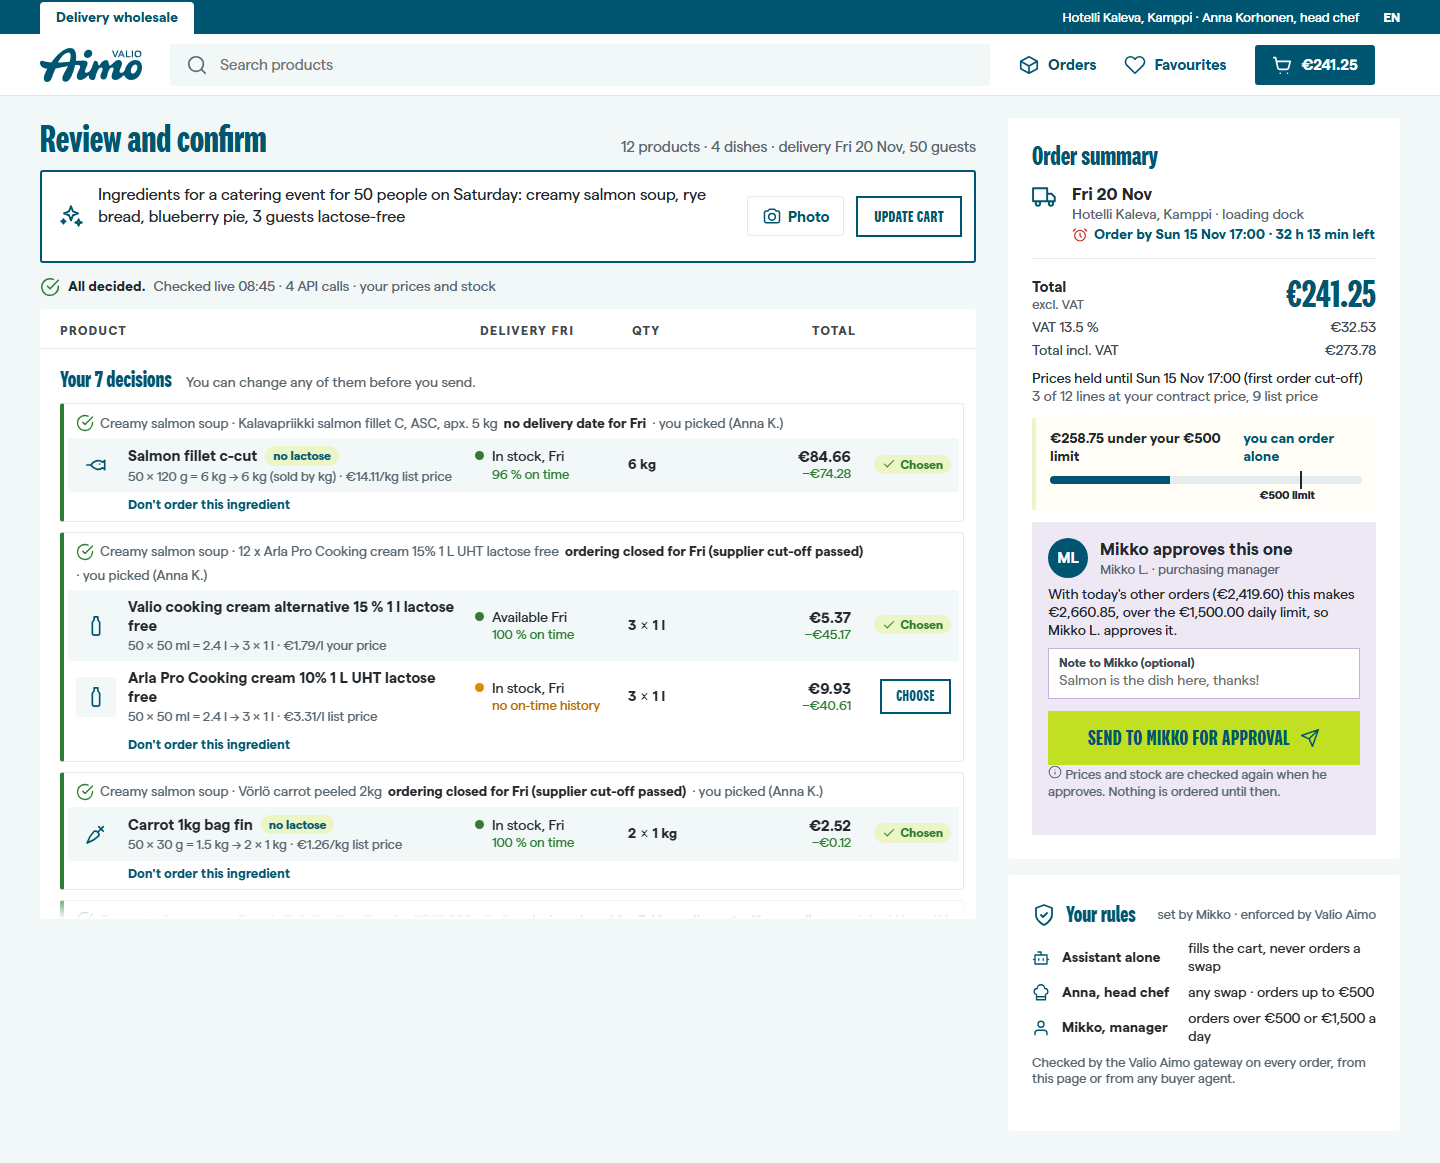 Delivery wholesale
Hotelli Kaleva, Kamppi · Anna Korhonen, head chef
EN
VALIO
Aimo
Search products
Orders
Favourites
€241.25
Review and confirm
12 products · 4 dishes · delivery Fri 20 Nov, 50 guests
Ingredients for a catering event for 50 people on Saturday: creamy salmon soup, rye
bread, blueberry pie, 3 guests lactose-free
Photo
UPDATE CART
All decided. Checked live 08:45 · 4 API calls · your prices and stock
PRODUCT
DELIVERY FRI
QTY
TOTAL
Your 7 decisions
You can change any of them before you send.
Creamy salmon soup · Kalavapriikki salmon fillet C, ASC, apx. 5 kg no delivery date for Fri · you picked (Anna K.)
Salmon fillet c-cut no lactose
50 × 120 g = 6 kg → 6 kg (sold by kg) · €14.11/kg list price
In stock, Fri
96 % on time
6 kg
€84.66
−€74.28
Chosen
Don't order this ingredient
Creamy salmon soup · 12 x Arla Pro Cooking cream 15% 1 L UHT lactose free ordering closed for Fri (supplier cut-off passed)
· you picked (Anna K.)
Valio cooking cream alternative 15 % 1 l lactose
free
50 × 50 ml = 2.4 l → 3 × 1 l · €1.79/l your price
Available Fri
100 % on time
3 × 1 l
€5.37
−€45.17
Chosen
Arla Pro Cooking cream 10% 1 L UHT lactose
free
50 × 50 ml = 2.4 l → 3 × 1 l · €3.31/l list price
In stock, Fri
no on-time history
3 × 1 l
€9.93
−€40.61
CHOOSE
Don't order this ingredient
Creamy salmon soup · Vörlö carrot peeled 2kg ordering closed for Fri (supplier cut-off passed) · you picked (Anna K.)
Carrot 1kg bag fin no lactose
50 × 30 g = 1.5 kg → 2 × 1 kg · €1.26/kg list price
In stock, Fri
100 % on time
2 × 1 kg
€2.52
−€0.12
Chosen
Don't order this ingredient
Order summary
Fri 20 Nov
Hotelli Kaleva, Kamppi · loading dock
Order by Sun 15 Nov 17:00 · 32 h 13 min left
Total
excl. VAT
€241.25
VAT 13.5 %
€32.53
Total incl. VAT
€273.78
Prices held until Sun 15 Nov 17:00 (first order cut-off)
3 of 12 lines at your contract price, 9 list price
€258.75 under your €500
limit
you can order
alone
€500 limit
ML
Mikko approves this one
Mikko L. · purchasing manager
With today's other orders (€2,419.60) this makes
€2,660.85, over the €1,500.00 daily limit, so
Mikko L. approves it.
Note to Mikko (optional)
Salmon is the dish here, thanks!
SEND TO MIKKO FOR APPROVAL
Prices and stock are checked again when he
approves. Nothing is ordered until then.
Your rules
set by Mikko · enforced by Valio Aimo
Assistant alone
fills the cart, never orders a
swap
Anna, head chef
any swap · orders up to €500
Mikko, manager
orders over €500 or €1,500 a
day
Checked by the Valio Aimo gateway on every order, from
this page or from any buyer agent.